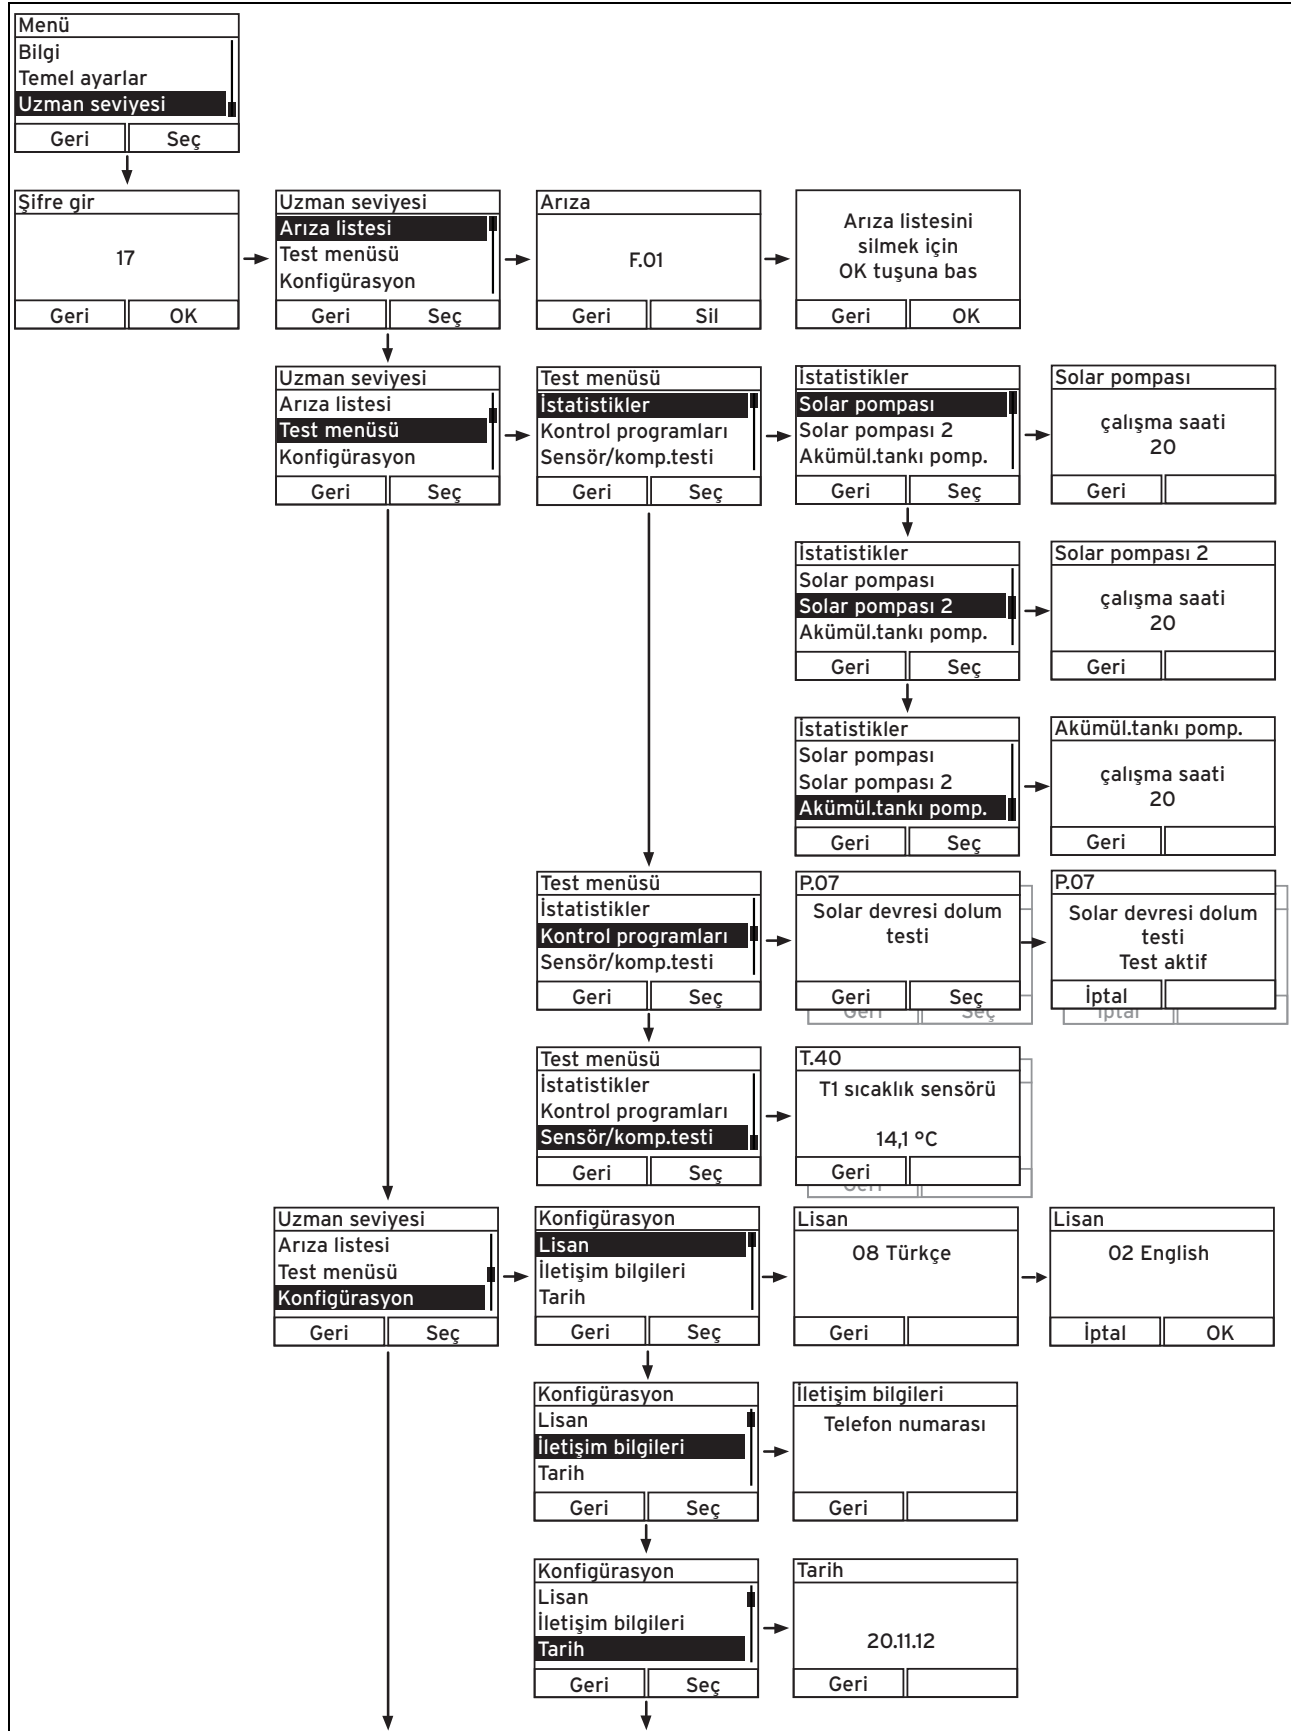 Menü
Bilgi
Temel ayarlar
Uzman seviyesi
Geri Seç
Şifre gir
17
Geri OK
Uzman seviyesi
Arıza listesi
Test menüsü
Konfigürasyon
Geri Seç
Arıza
F.01
Geri Sil
Arıza listesini
silmek için
OK tuşuna bas
Geri OK
Uzman seviyesi
Arıza listesi
Test menüsü
Konfigürasyon
Geri Seç
Test menüsü
İstatistikler
Kontrol programları
Sensör/komp.testi
Geri Seç
İstatistikler
Solar pompası
Solar pompası 2
Akümül.tankı pomp.
Geri Seç
Solar pompası
çalışma saati
20
Geri
İstatistikler
Solar pompası
Solar pompası 2
Akümül.tankı pomp.
Geri Seç
Solar pompası 2
çalışma saati
20
Geri
İstatistikler
Solar pompası
Solar pompası 2
Akümül.tankı pomp.
Geri Seç
Akümül.tankı pomp.
çalışma saati
20
Geri
Test menüsü
İstatistikler
Kontrol programları
Sensör/komp.testi
Geri Seç
P.07
Solar devresi dolum
testi
Geri Seç
Geri Seç
P.07
Solar devresi dolum
testi
Test aktif
İptal
İptal
Test menüsü
İstatistikler
Kontrol programları
Sensör/komp.testi
Geri Seç
T.40
T1 sıcaklık sensörü
14,1 °C
Geri
Geri
Uzman seviyesi
Arıza listesi
Test menüsü
Konfigürasyon
Geri Seç
Konfigürasyon
Lisan
İletişim bilgileri
Tarih
Geri Seç
Lisan
08 Türkçe
Geri
Lisan
02 English
İptal OK
Konfigürasyon
Lisan
İletişim bilgileri
Tarih
Geri Seç
İletişim bilgileri
Telefon numarası
Geri
Konfigürasyon
Lisan
İletişim bilgileri
Tarih
Geri Seç
Tarih
20.11.12
Geri